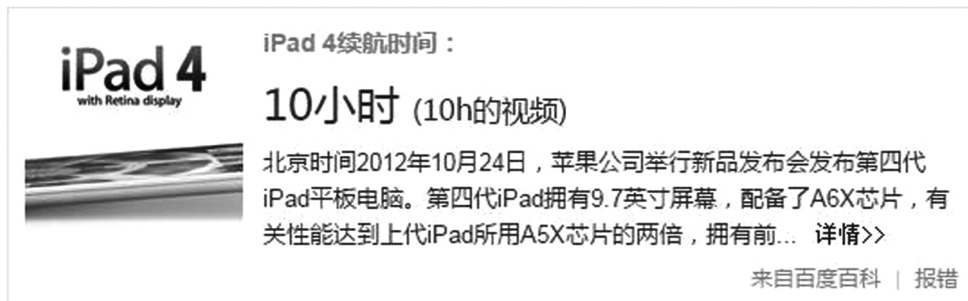 iPad 4
with Retina display
iPad 4续航时间：
10小时 (10h的视频)
北京时间2012年10月24日，苹果公司举行新品发布会发布第四代
iPad平板电脑。第四代iPad拥有9.7英寸屏幕，配备了A6X芯片，有
关性能达到上代iPad所用A5X芯片的两倍，拥有前... 详情>>
来自百度百科 | 报错